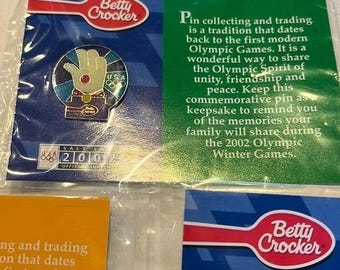 Betty
Crocker
Pin collecting and trading
is a tradition that dates
back to the first modern
Olympic Games. It is a
wonderful way to share
the Olympic Spirit of
unity, friendship and
peace. Keep this
commemorative pin as a
keepsake to remind you
of the memories your
family will share during
the 2002 Olympic
Winter Games.
USA
2002
ting and trading
tion that dates
Betty
Crocker